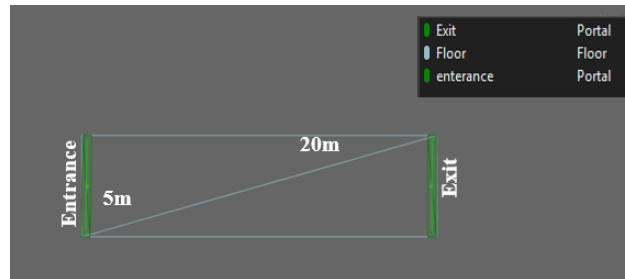 Exit Portal
Floor Floor
enterance Portal
20m
Entrance
5m
Exit